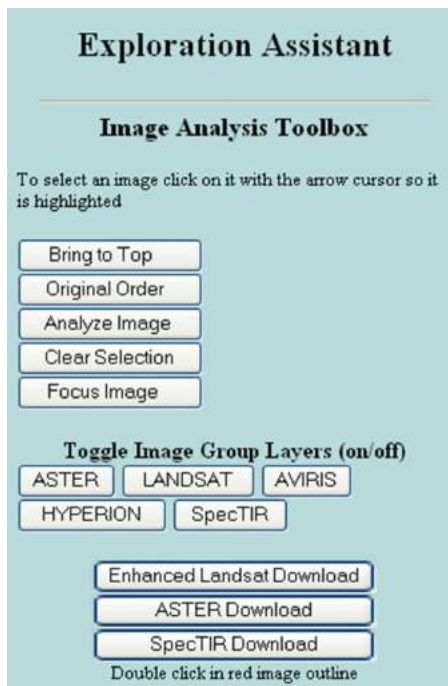 Exploration Assistant
Image Analysis Toolbox
To select an image click on it with the arrow cursor so it
is highlighted
Bring to Top
Original Order
Analyze Image
Clear Selection
Focus Image
Toggle Image Group Layers (on/off)
ASTER LANDSAT AVIRIS
HYPERION SpecTIR
Enhanced Landsat Download
ASTER Download
SpecTIR Download
Double click in red image outline